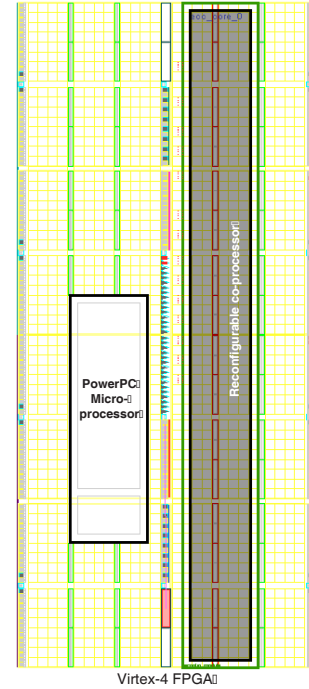 PowerPC
Micro-
processor
Reconfigurable co-processor
Virtex-4 FPGA